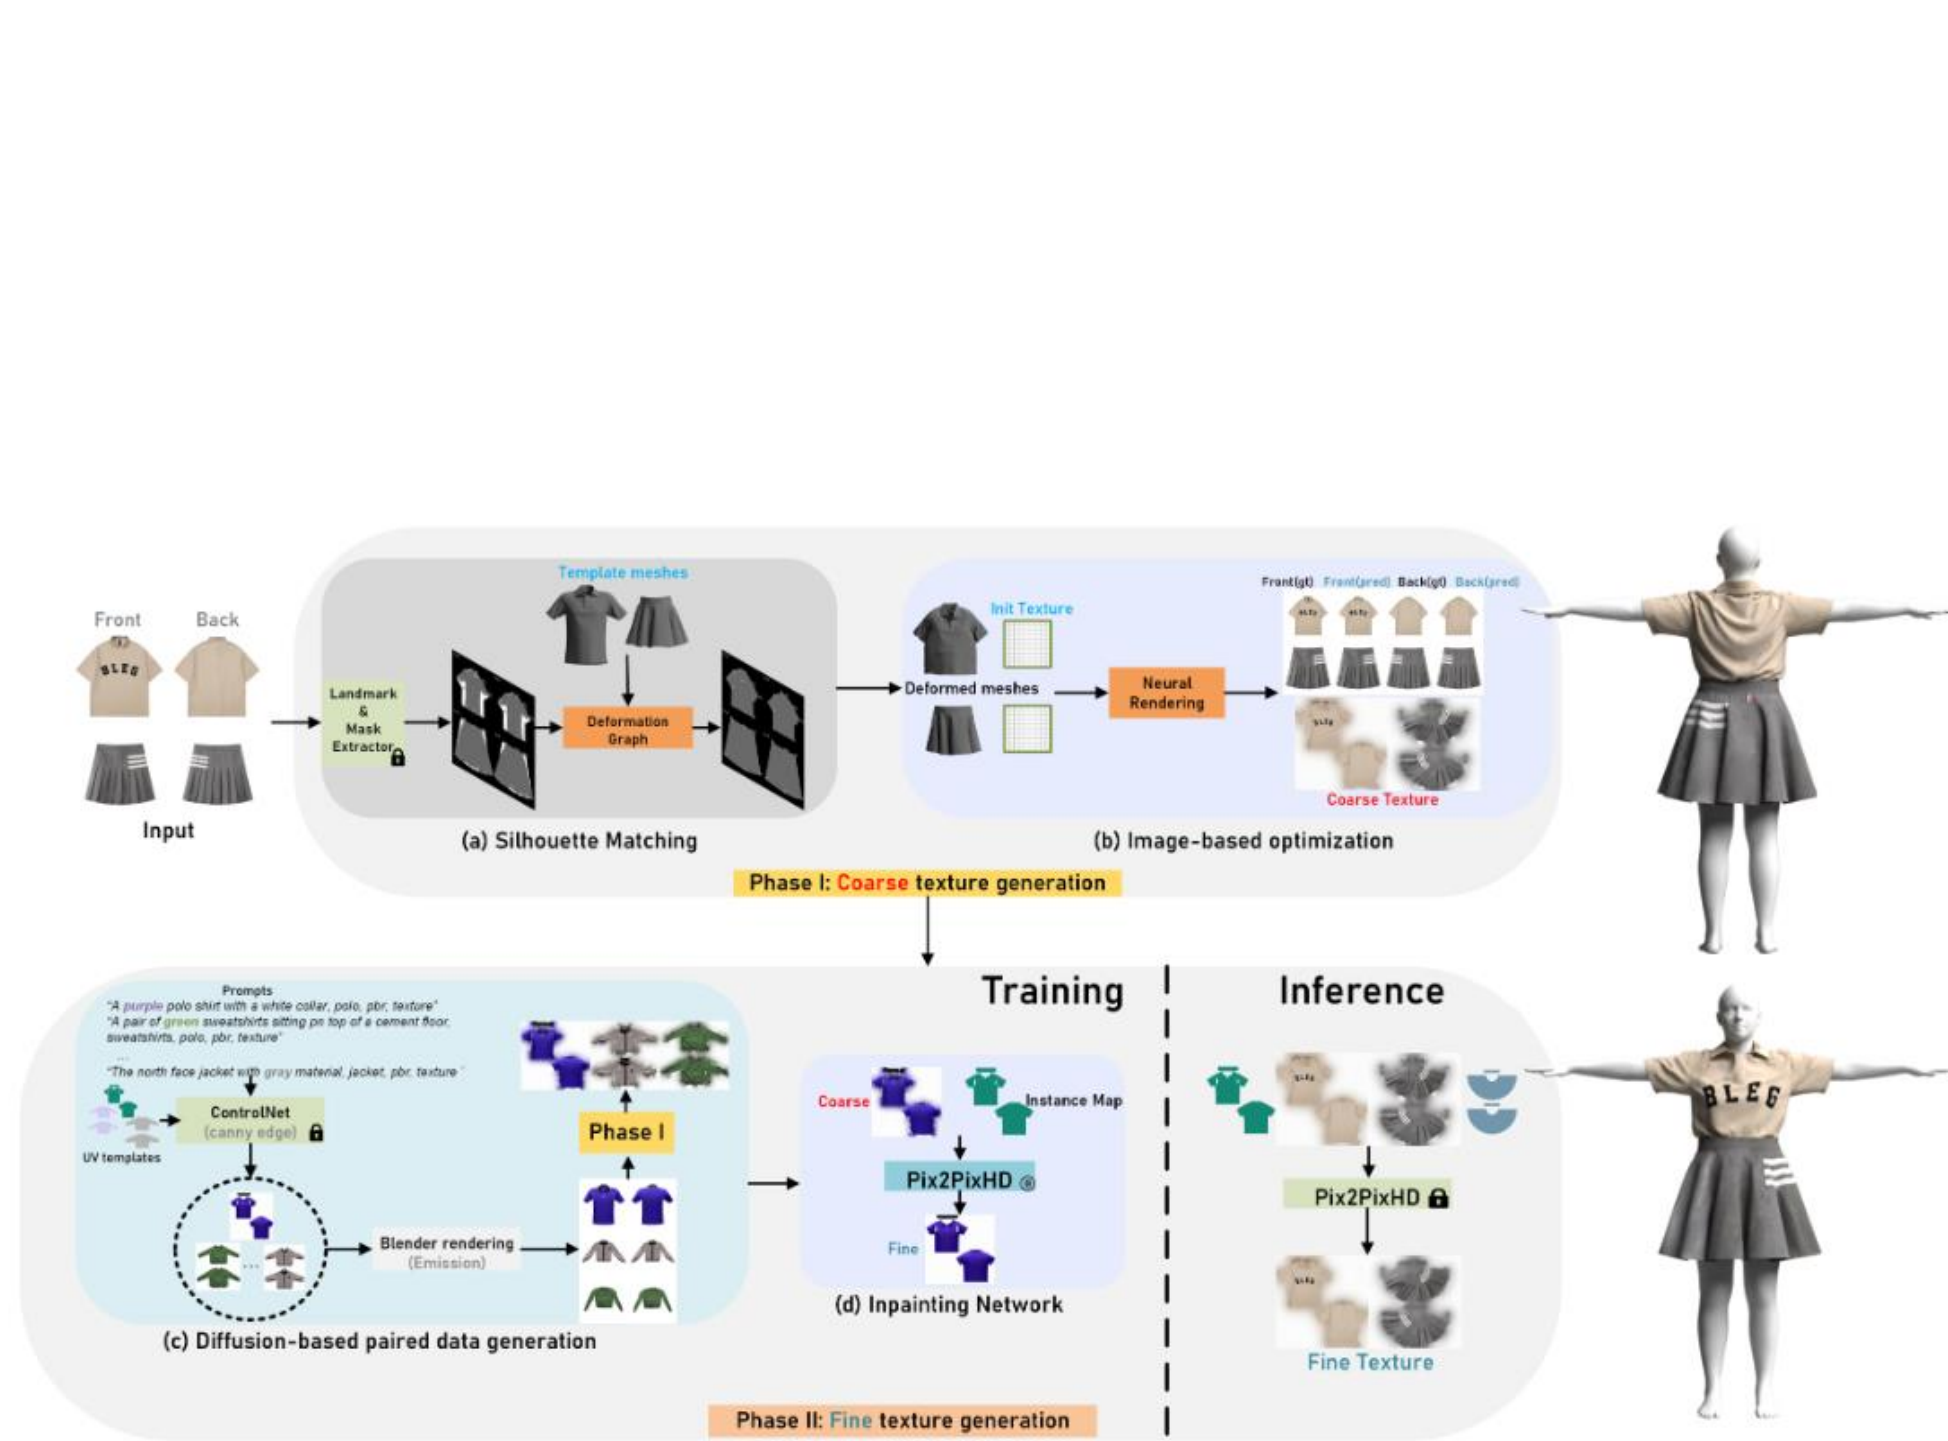 Front Back
BLEG
Input
Landmark
&
Mask
Extractor
Template meshes
Deformation
Graph
(a) Silhouette Matching
Init Texture
Deformed meshes
Neural
Rendering
Front(gt) Front(pred) Back(gt) Back(pred)
Coarse Texture
(b) Image-based optimization
Phase I: Coarse texture generation
Training
Inference
Prompts
"A purple polo shirt with a white collar, polo, pbr, texture"
"A pair of green sweatshirts sitting pn top of a cement floor,
sweatshirts, polo, pbr, texture"
...
"The north face jacket with gray material, jacket, pbr, texture "
ControlNet
(canny edge)
UV templates
...
Blender rendering
(Emission)
Phase I
(c) Diffusion-based paired data generation
Coarse
Instance Map
Pix2PixHD
Fine
(d) Inpainting Network
Pix2PixHD
Fine Texture
BLEG
Phase II: Fine texture generation